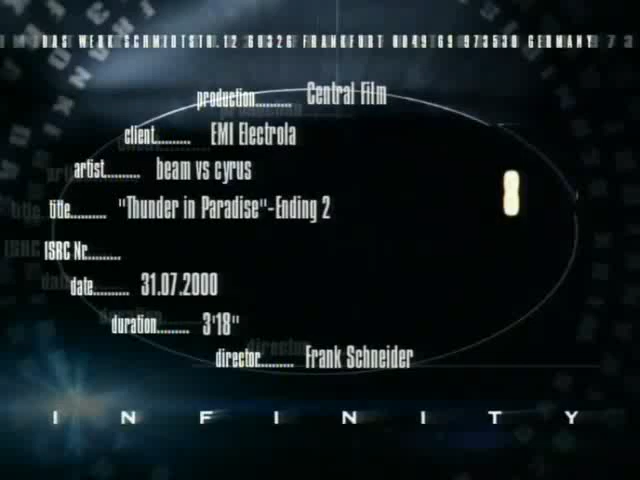 DAS WERK SCHMIDTSTR.12 60326 FRANKFURT 0049 69 973530 GERMANY
production.......... Central Film
client......... EMI Electrola
artist.......... beam vs cyrus
title.......... "Thunder in Paradise"-Ending 2
ISRC Nr.........
date.......... 31.07.2000
duration......... 3'18"
director.......... Frank Schneider
8
INFINITY